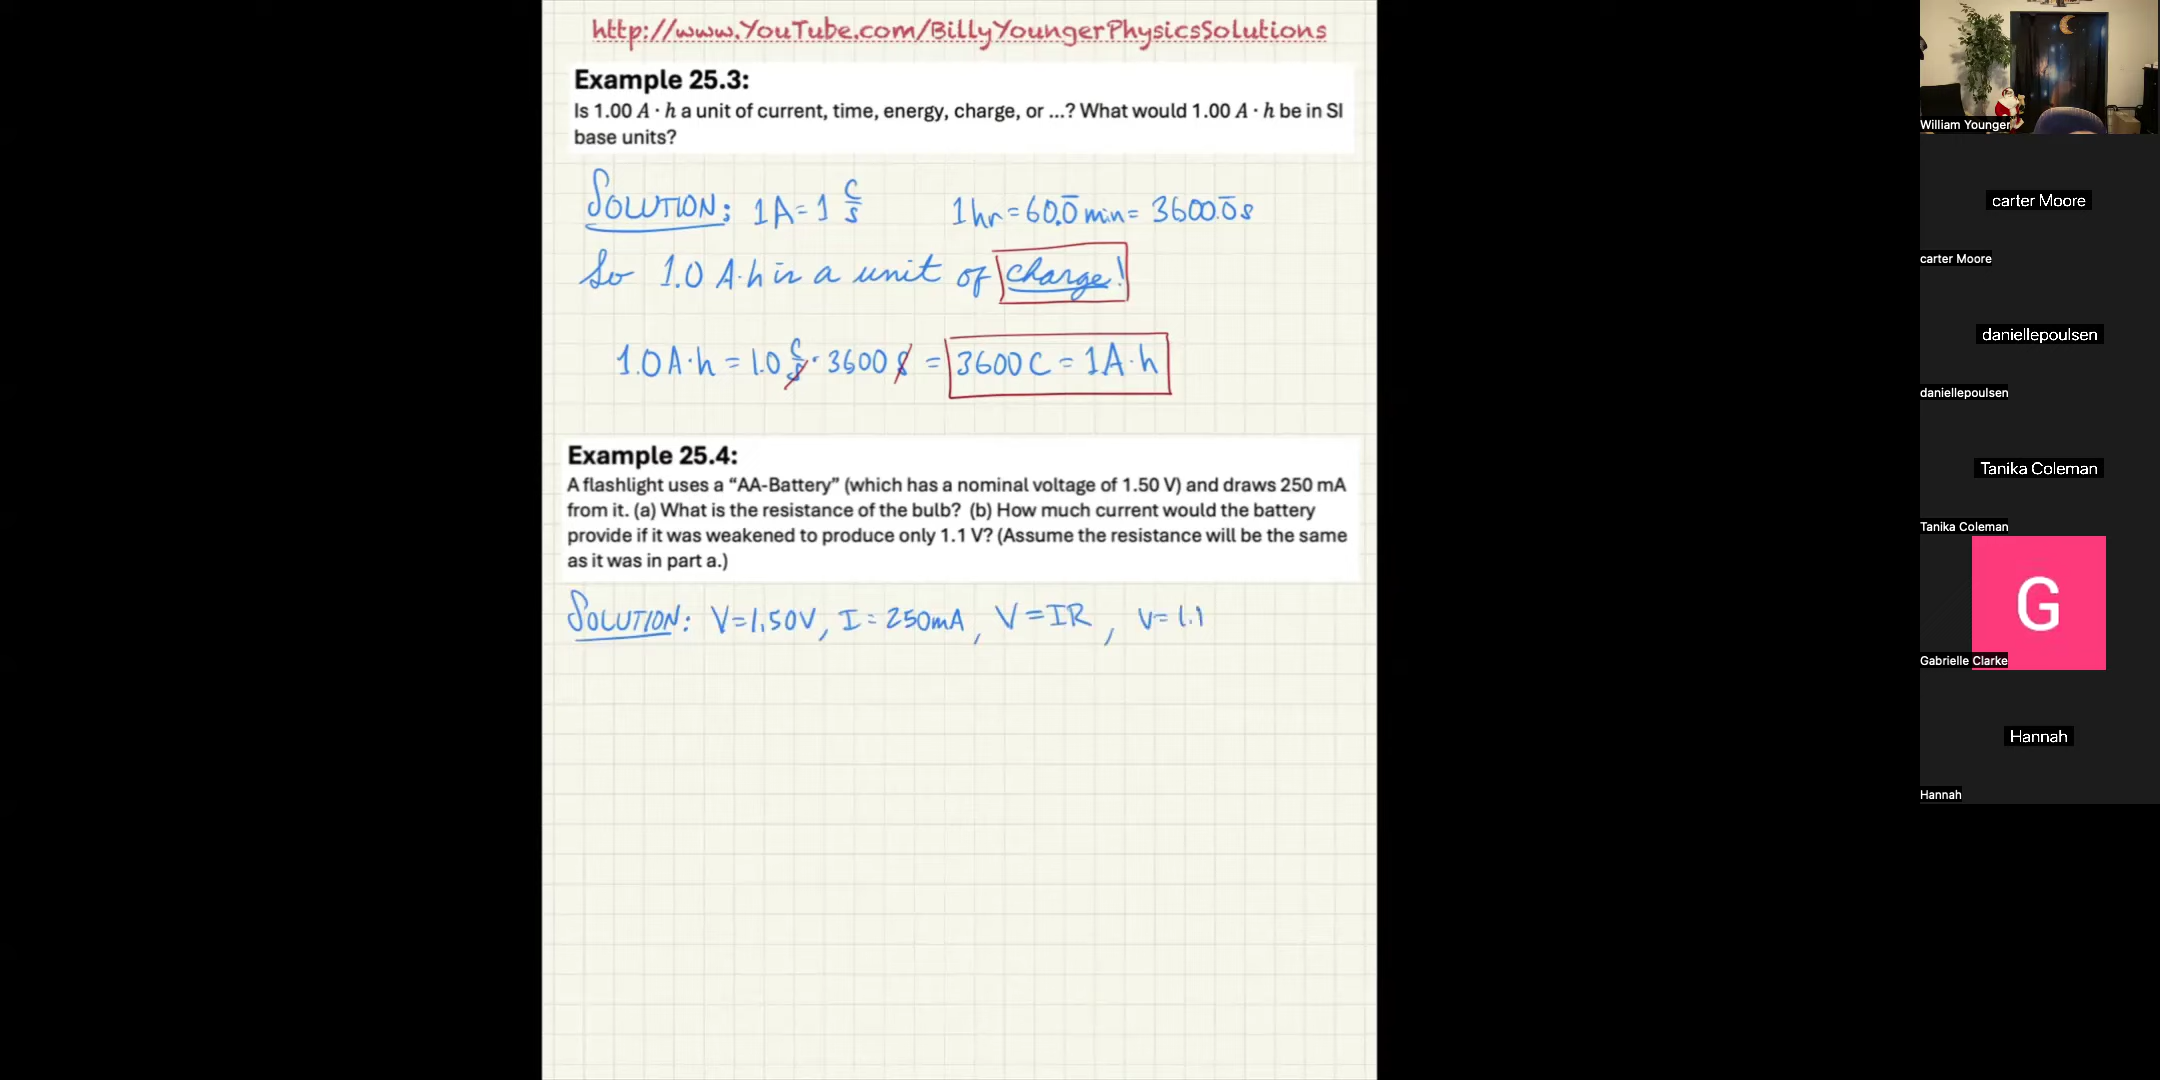 http://www.YouTube.com/BillyYoungerPhysicsSolutions
Example 25.3:
Is 1.00 A · h a unit of current, time, energy, charge, or ...? What would 1.00 A · h be in SI
base units?
SOLUTION: 1A = 1 C/s 1hr = 60.0̄ min = 3600.0̄ s
So 1.0 A·h is a unit of charge!
1.0 A·h = 1.0 C/s · 3600 s = 3600 C = 1 A·h
Example 25.4:
A flashlight uses a “AA-Battery” (which has a nominal voltage of 1.50 V) and draws 250 mA
from it. (a) What is the resistance of the bulb? (b) How much current would the battery
provide if it was weakened to produce only 1.1 V? (Assume the resistance will be the same
as it was in part a.)
SOLUTION: V=1.50V, I = 250mA, V = IR, V= 1.1
William Younger
carter Moore
carter Moore
daniellepoulsen
daniellepoulsen
Tanika Coleman
Tanika Coleman
G
Gabrielle Clarke
Hannah
Hannah